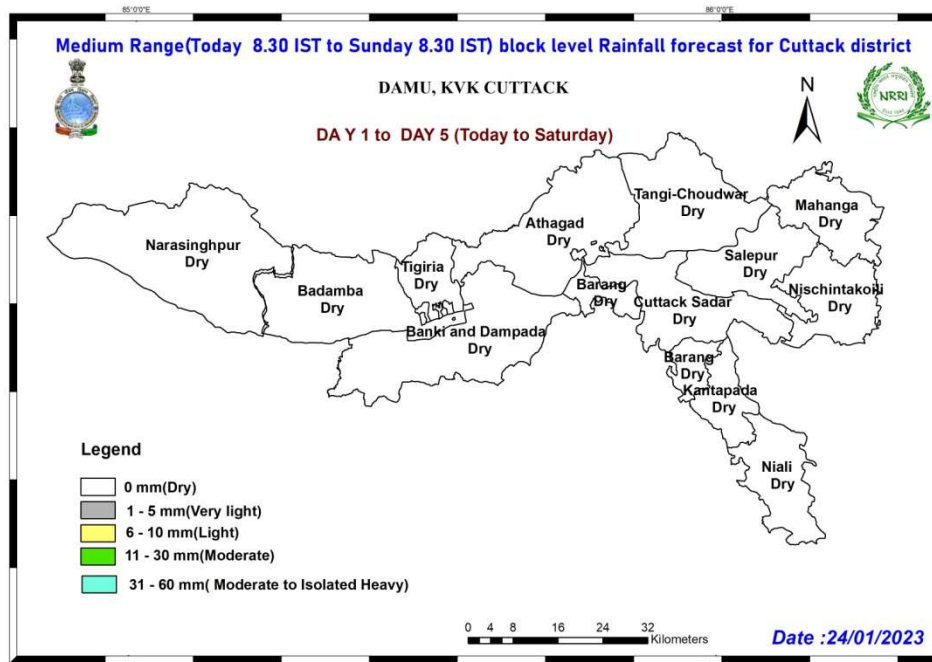 85°0'0"E
86°0'0"E
Medium Range(Today 8.30 IST to Sunday 8.30 IST) block level Rainfall forecast for Cuttack district
DAMU, KVK CUTTACK
N
NRRI
DA Y 1 to DAY 5 (Today to Saturday)
Tangi-Choudwar
Dry
Mahanga
Dry
Athagad
Dry
Narasinghpur
Dry
Salepur
Dry
Tigiria
Dry
Badamba
Dry
Barang
Dry
Nischintakoili
Dry
Cuttack Sadar
Dry
Banki and Dampada
Dry
Barang
Dry
Kantapada
Dry
Niali
Dry
Legend
0 mm(Dry)
1 - 5 mm(Very light)
6 - 10 mm(Light)
11 - 30 mm(Moderate)
31 - 60 mm( Moderate to Isolated Heavy)
0 2 4 8 16 24 32
Kilometers
Date :24/01/2023